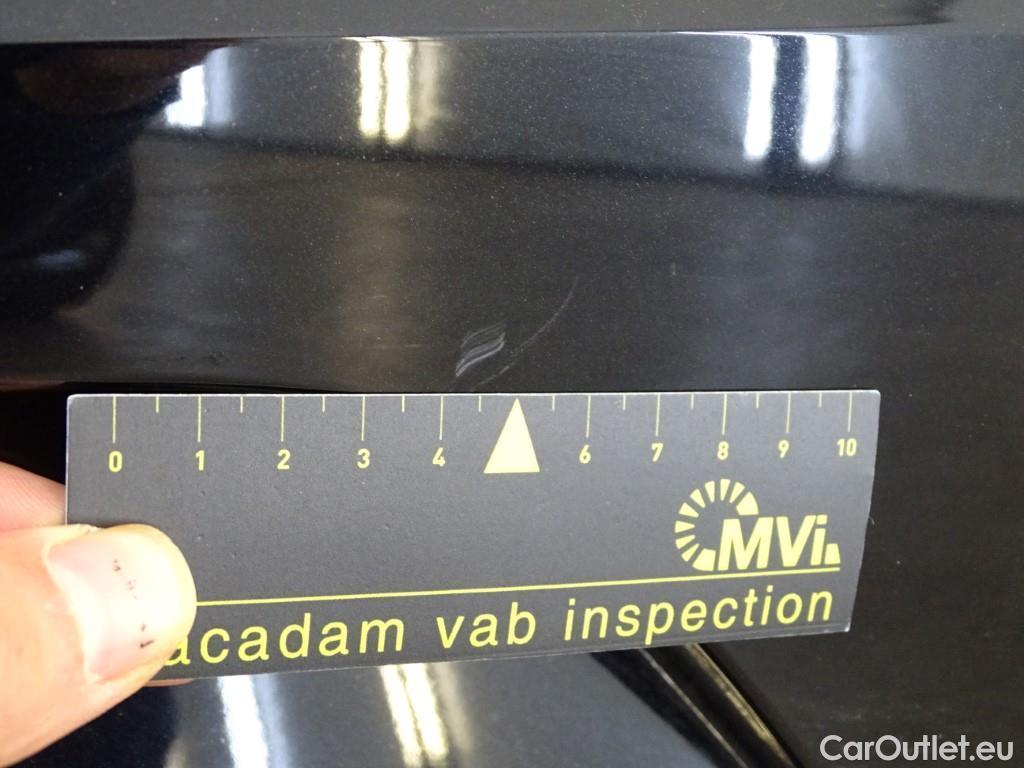 0 1 2 3 4 6 7 8 9 10
MVi
acadam vab inspection
CarOutlet.eu